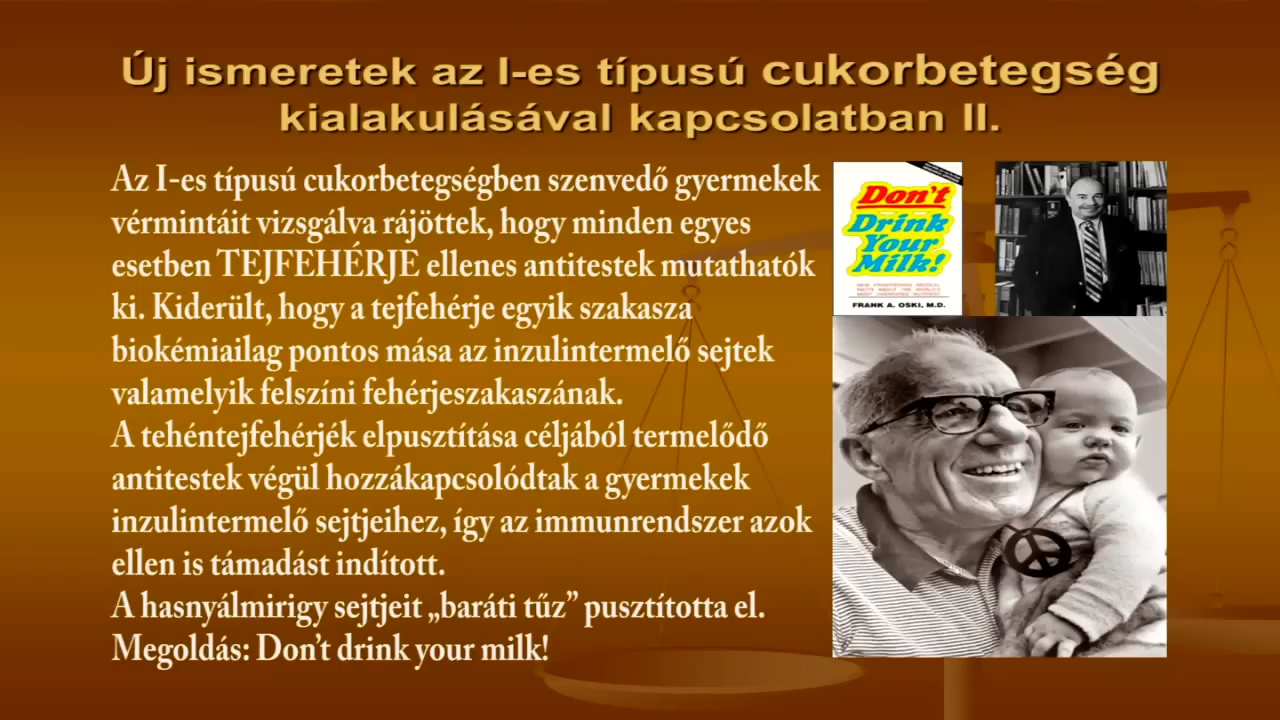 Új ismeretek az I-es típusú cukorbetegség
kialakulásával kapcsolatban II.
Az I-es típusú cukorbetegségben szenvedő gyermekek
vérmintáit vizsgálva rájöttek, hogy minden egyes
esetben TEJFEHÉRJE ellenes antitestek mutathatók
ki. Kiderült, hogy a tejfehérje egyik szakasza
biokémiailag pontos mása az inzulintermelő sejtek
valamelyik felszíni fehérjeszakaszának.
A tehéntejfehérjék elpusztítása céljából termelődő
antitestek végül hozzákapcsolódtak a gyermekek
inzulintermelő sejtjeihez, így az immunrendszer azok
ellen is támadást indított.
A hasnyálmirigy sejtjeit „baráti tűz” pusztította el.
Megoldás: Don’t drink your milk!
Don't
Drink
Your
Milk!
FRANK A. OSKI, M.D.